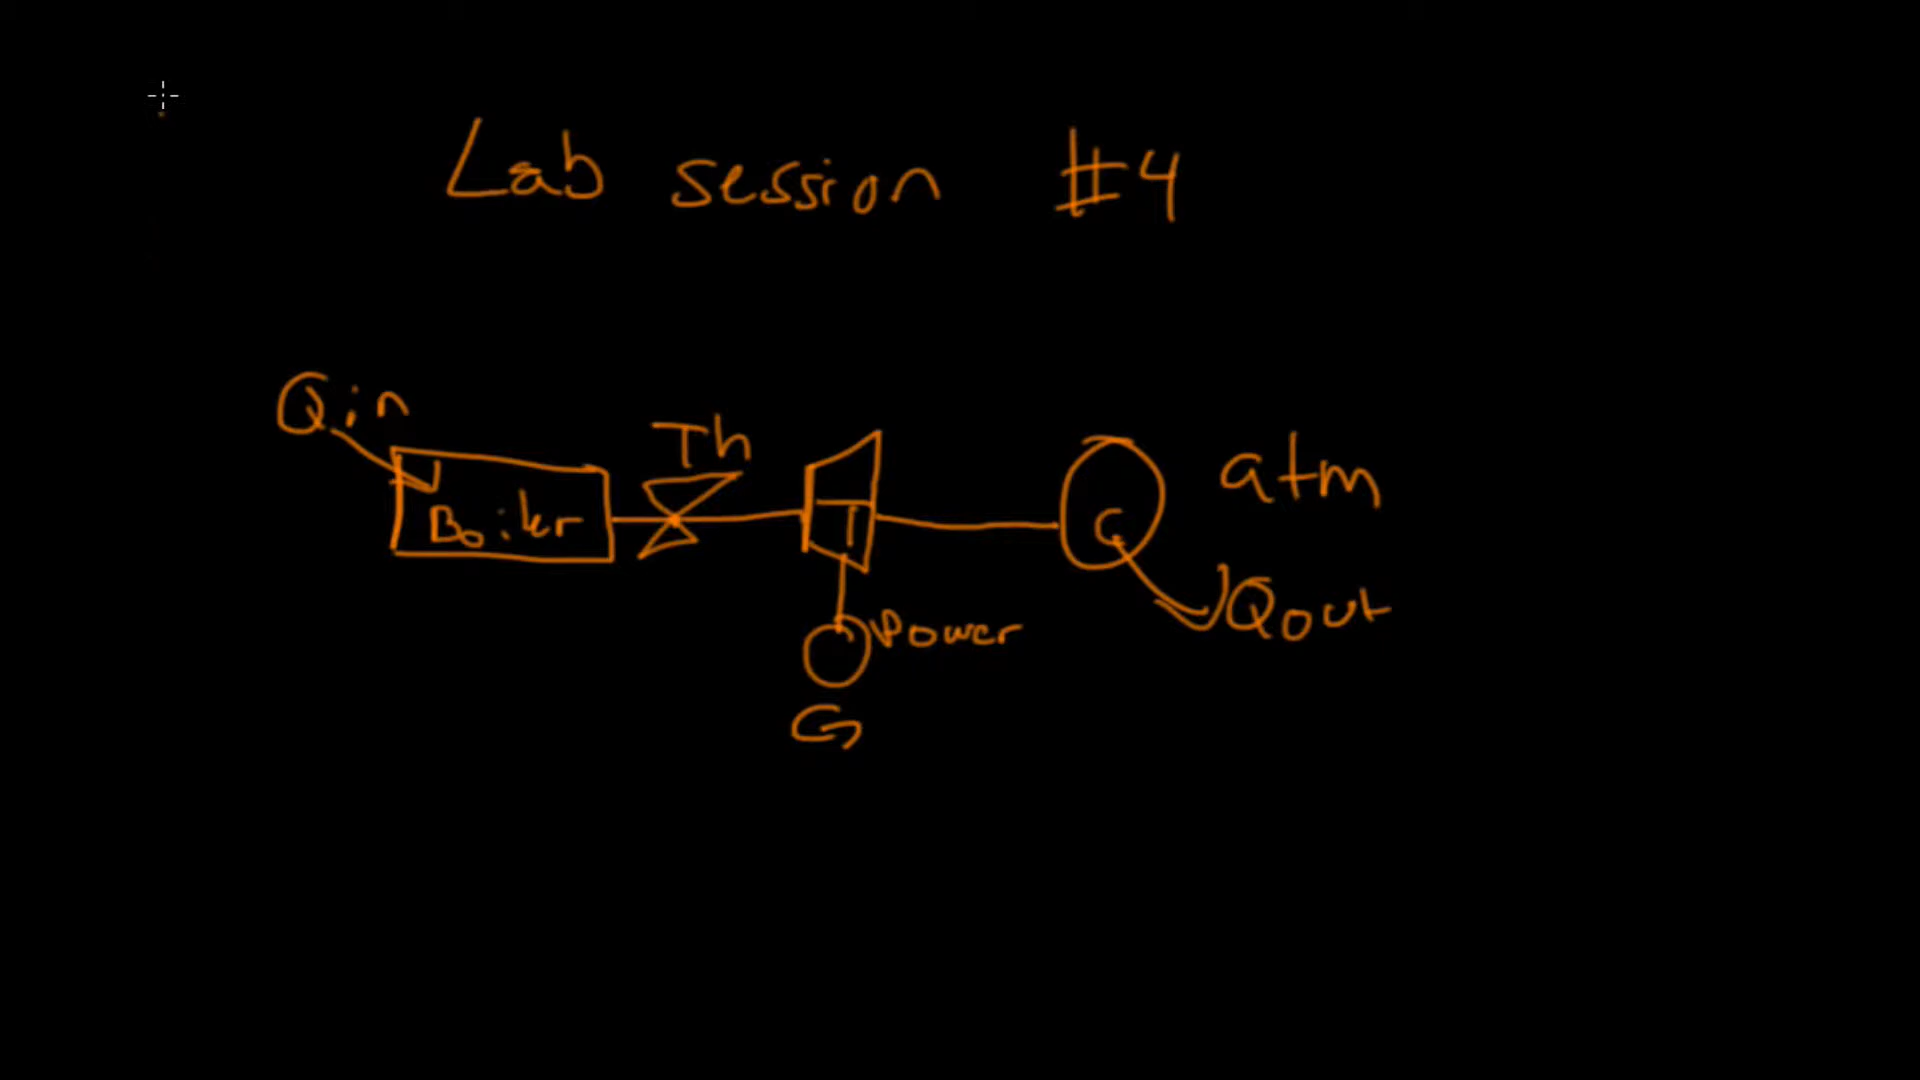 Lab session #4
Qin
Th
atm
Boiler
T
C
Qout
Power
G